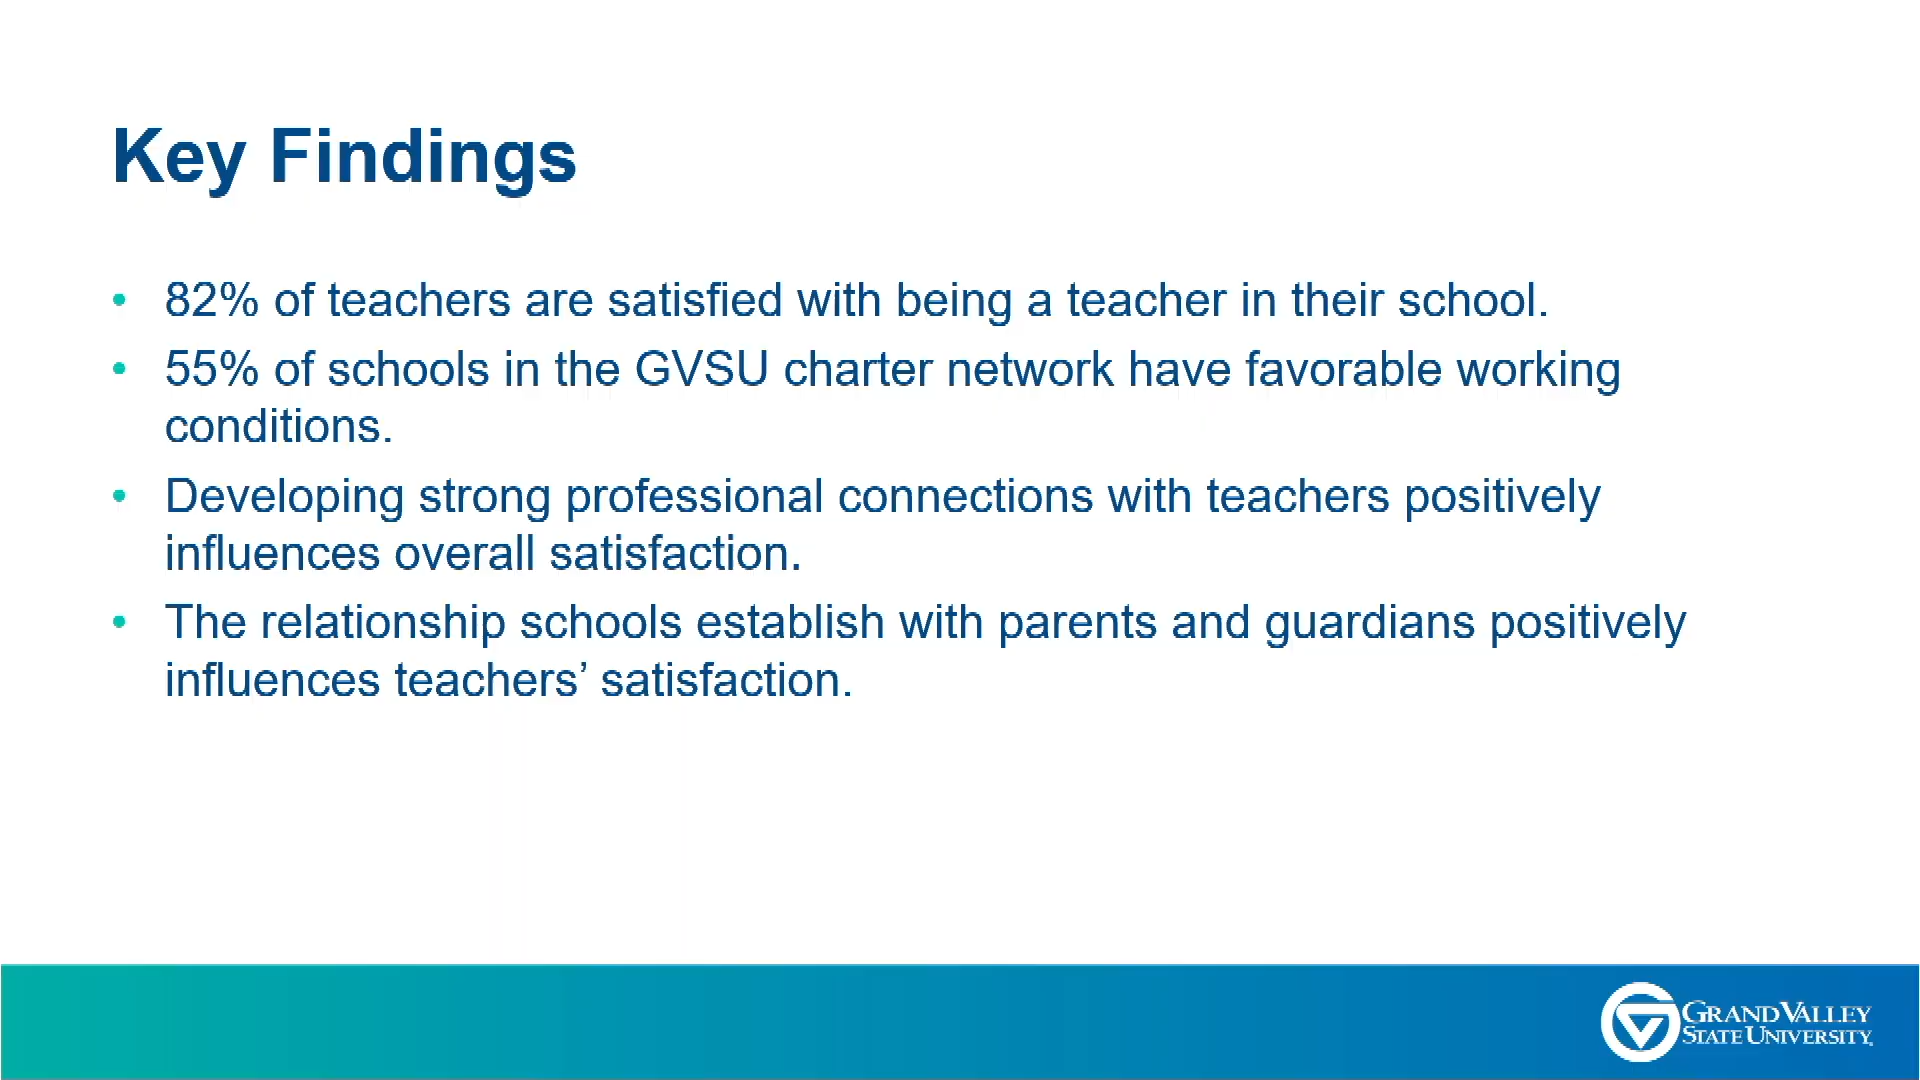 Key Findings
• 82% of teachers are satisfied with being a teacher in their school.
• 55% of schools in the GVSU charter network have favorable working
conditions.
• Developing strong professional connections with teachers positively
influences overall satisfaction.
• The relationship schools establish with parents and guardians positively
influences teachers’ satisfaction.
GRAND VALLEY
STATE UNIVERSITY